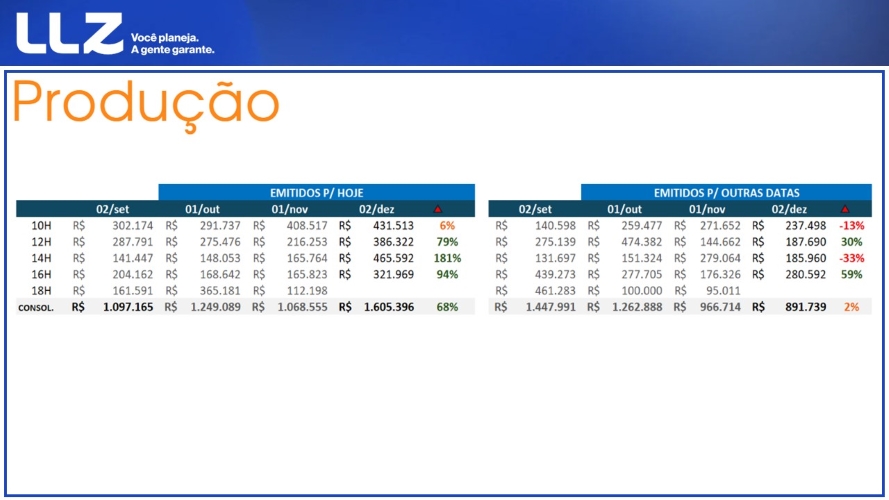 LLZ
Você planeja.
A gente garante.
Produção
EMITIDOS P/ HOJE
02/set 01/out 01/nov 02/dez
10H R$ 302.174 R$ 291.737 R$ 408.517 R$ 431.513 6%
12H R$ 287.791 R$ 275.476 R$ 216.253 R$ 386.322 79%
14H R$ 141.447 R$ 148.053 R$ 165.764 R$ 465.592 181%
16H R$ 204.162 R$ 168.642 R$ 165.823 R$ 321.969 94%
18H R$ 161.591 R$ 365.181 R$ 112.198
CONSOL. R$ 1.097.165 R$ 1.249.089 R$ 1.068.555 R$ 1.605.396 68%
EMITIDOS P/ OUTRAS DATAS
02/set 01/out 01/nov 02/dez
R$ 140.598 R$ 259.477 R$ 271.652 R$ 237.498 -13%
R$ 275.139 R$ 474.382 R$ 144.662 R$ 187.690 30%
R$ 131.697 R$ 151.324 R$ 279.064 R$ 185.960 -33%
R$ 439.273 R$ 277.705 R$ 176.326 R$ 280.592 59%
R$ 461.283 R$ 100.000 R$ 95.011
R$ 1.447.991 R$ 1.262.888 R$ 966.714 R$ 891.739 2%